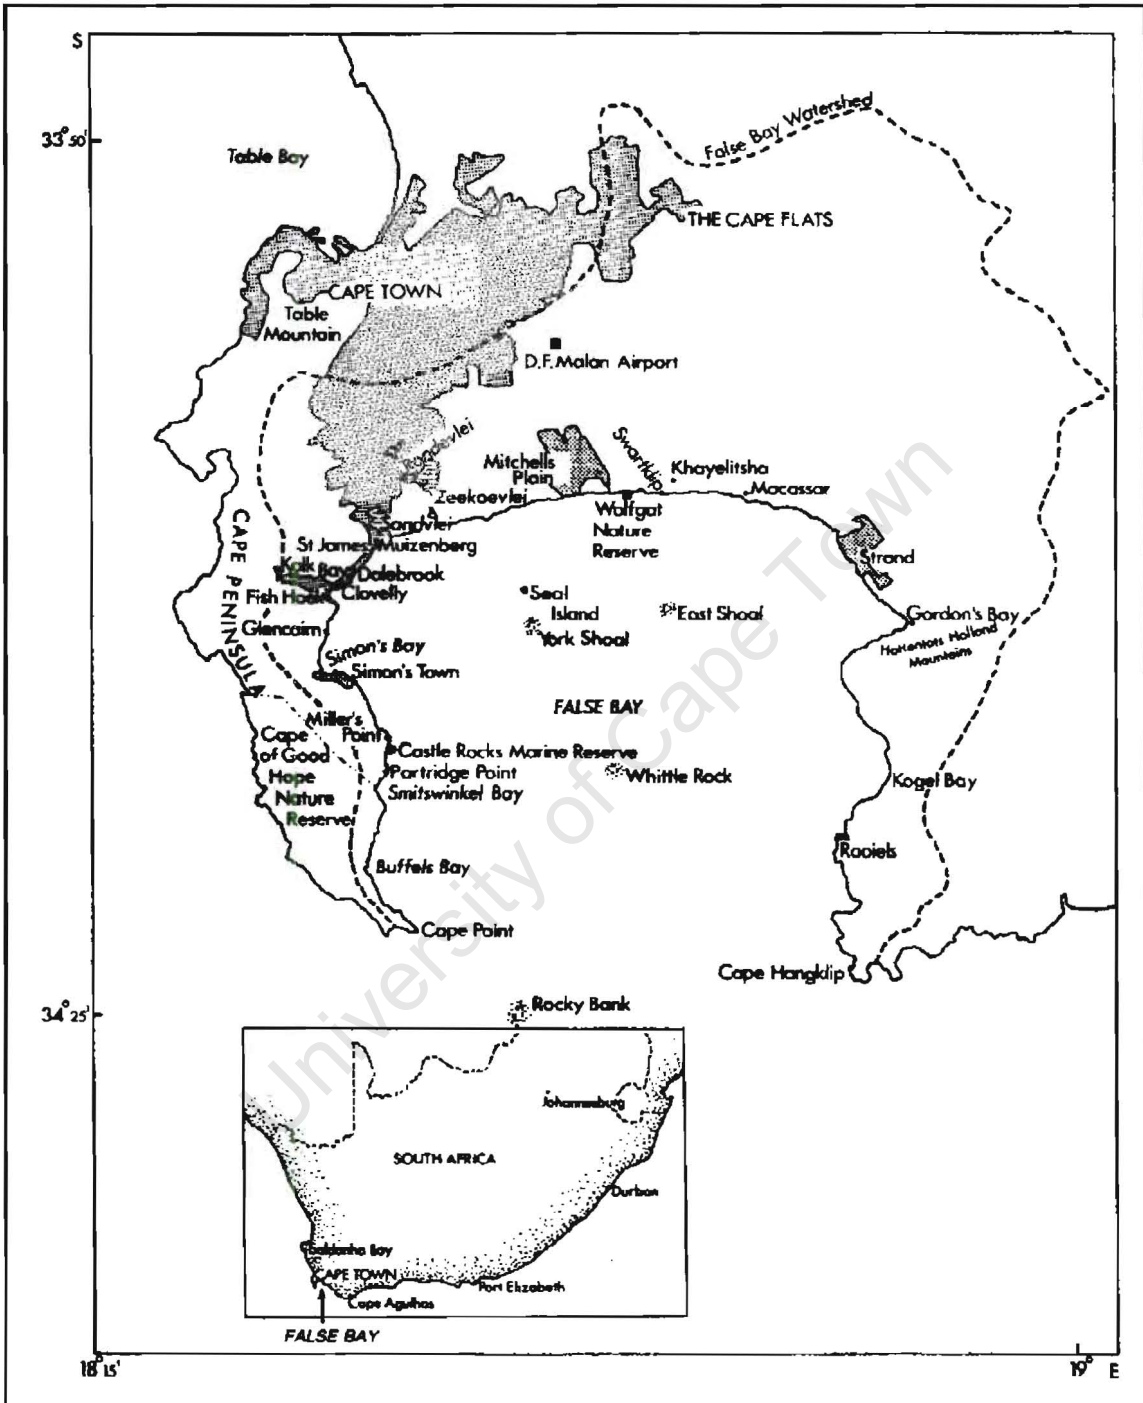 S
33° 50'
Table Bay
False Bay Watershed
THE CAPE FLATS
CAPE TOWN
Table
Mountain
D.F. Malan Airport
Rondevlei
Mitchells
Plain
Swartklip
Khayelitsha
Macassar
Zeekoevlei
Wolfgat
Nature
Reserve
Sandvlei
St James
Muizenberg
Strand
CAPE PENINSULA
Kalk Bay
Dalebrook
Fish Hoek
Clovelly
Seal
Island
East Shoal
Gordon's Bay
Glencairn
York Shoal
Hottentots Holland
Mountains
Simon's Bay
Simon's Town
FALSE BAY
Miller's
Point
Cape
of Good
Hope
Nature
Reserve
Castle Rocks Marine Reserve
Partridge Point
Whittle Rock
Smitswinkel Bay
Kogel Bay
Rooiels
Buffels Bay
Cape Point
Cape Hangklip
34° 25'
Rocky Bank
Johannesburg
SOUTH AFRICA
Durban
Saldanha Bay
CAPE TOWN
Port Elizabeth
Cape Agulhas
FALSE BAY
18° 15'
19° E
University of Cape Town